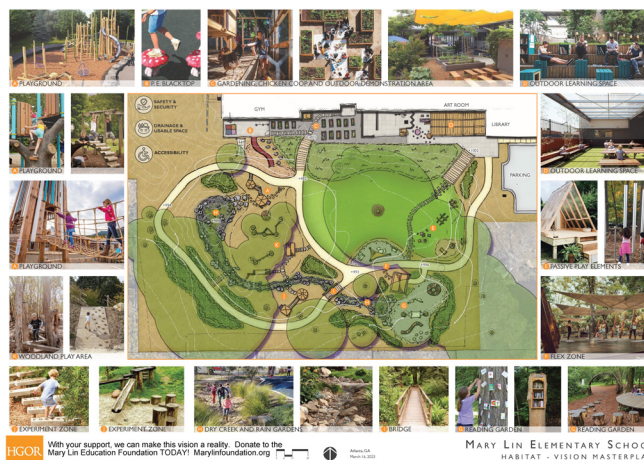 PLAYGROUND
P.E. BLACKTOP
GARDENING, CHICKEN COOP AND OUTDOOR DEMONSTRATION AREA
OUTDOOR LEARNING SPACE
SAFETY &
SECURITY
DRAINAGE &
USABLE SPACE
ACCESSIBILITY
GYM
ART ROOM
LIBRARY
PARKING
PLAYGROUND
OUTDOOR LEARNING SPACE
PLAYGROUND
PASSIVE PLAY ELEMENTS
WOODLAND PLAY AREA
FLEX ZONE
EXPERIMENT ZONE
EXPERIMENT ZONE
DRY CREEK AND RAIN GARDENS
BRIDGE
READING GARDEN
READING GARDEN
HGOR
With your support, we can make this vision a reality. Donate to the
Mary Lin Education Foundation TODAY! Marylinfoundation.org
Atlanta, GA
March 16, 2023
MARY LIN ELEMENTARY SCHOO
HABITAT - VISION MASTERPL